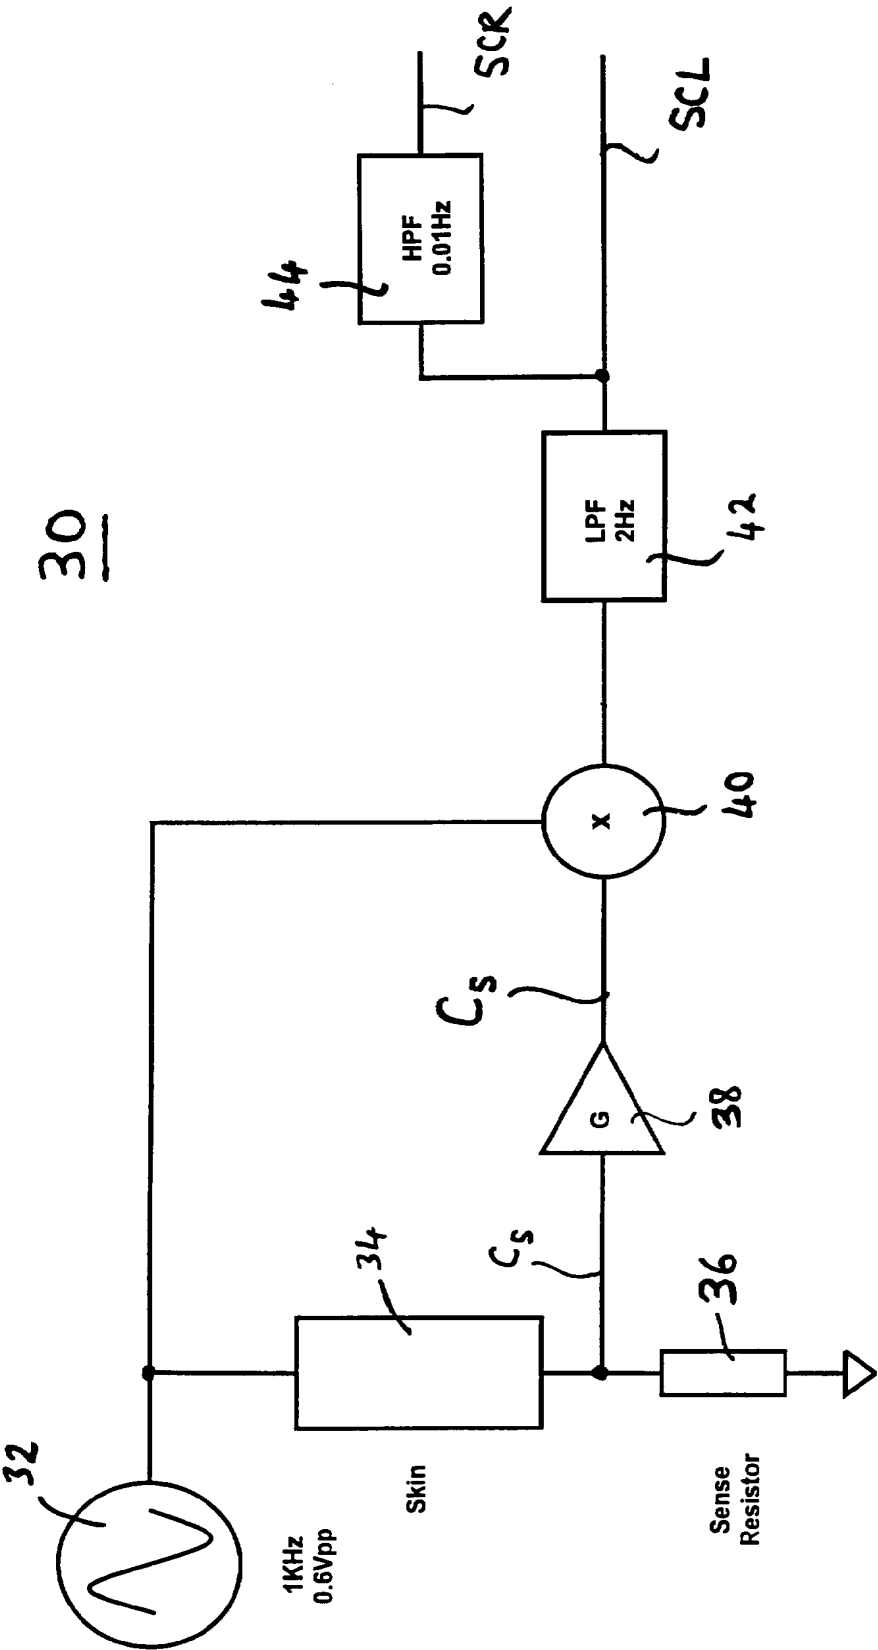 30
32
1KHz
0.6Vpp
34
Skin
Cs
36
Sense
Resistor
G
38
Cs
X
40
LPF
2Hz
42
44
HPF
0.01Hz
SCR
SCL